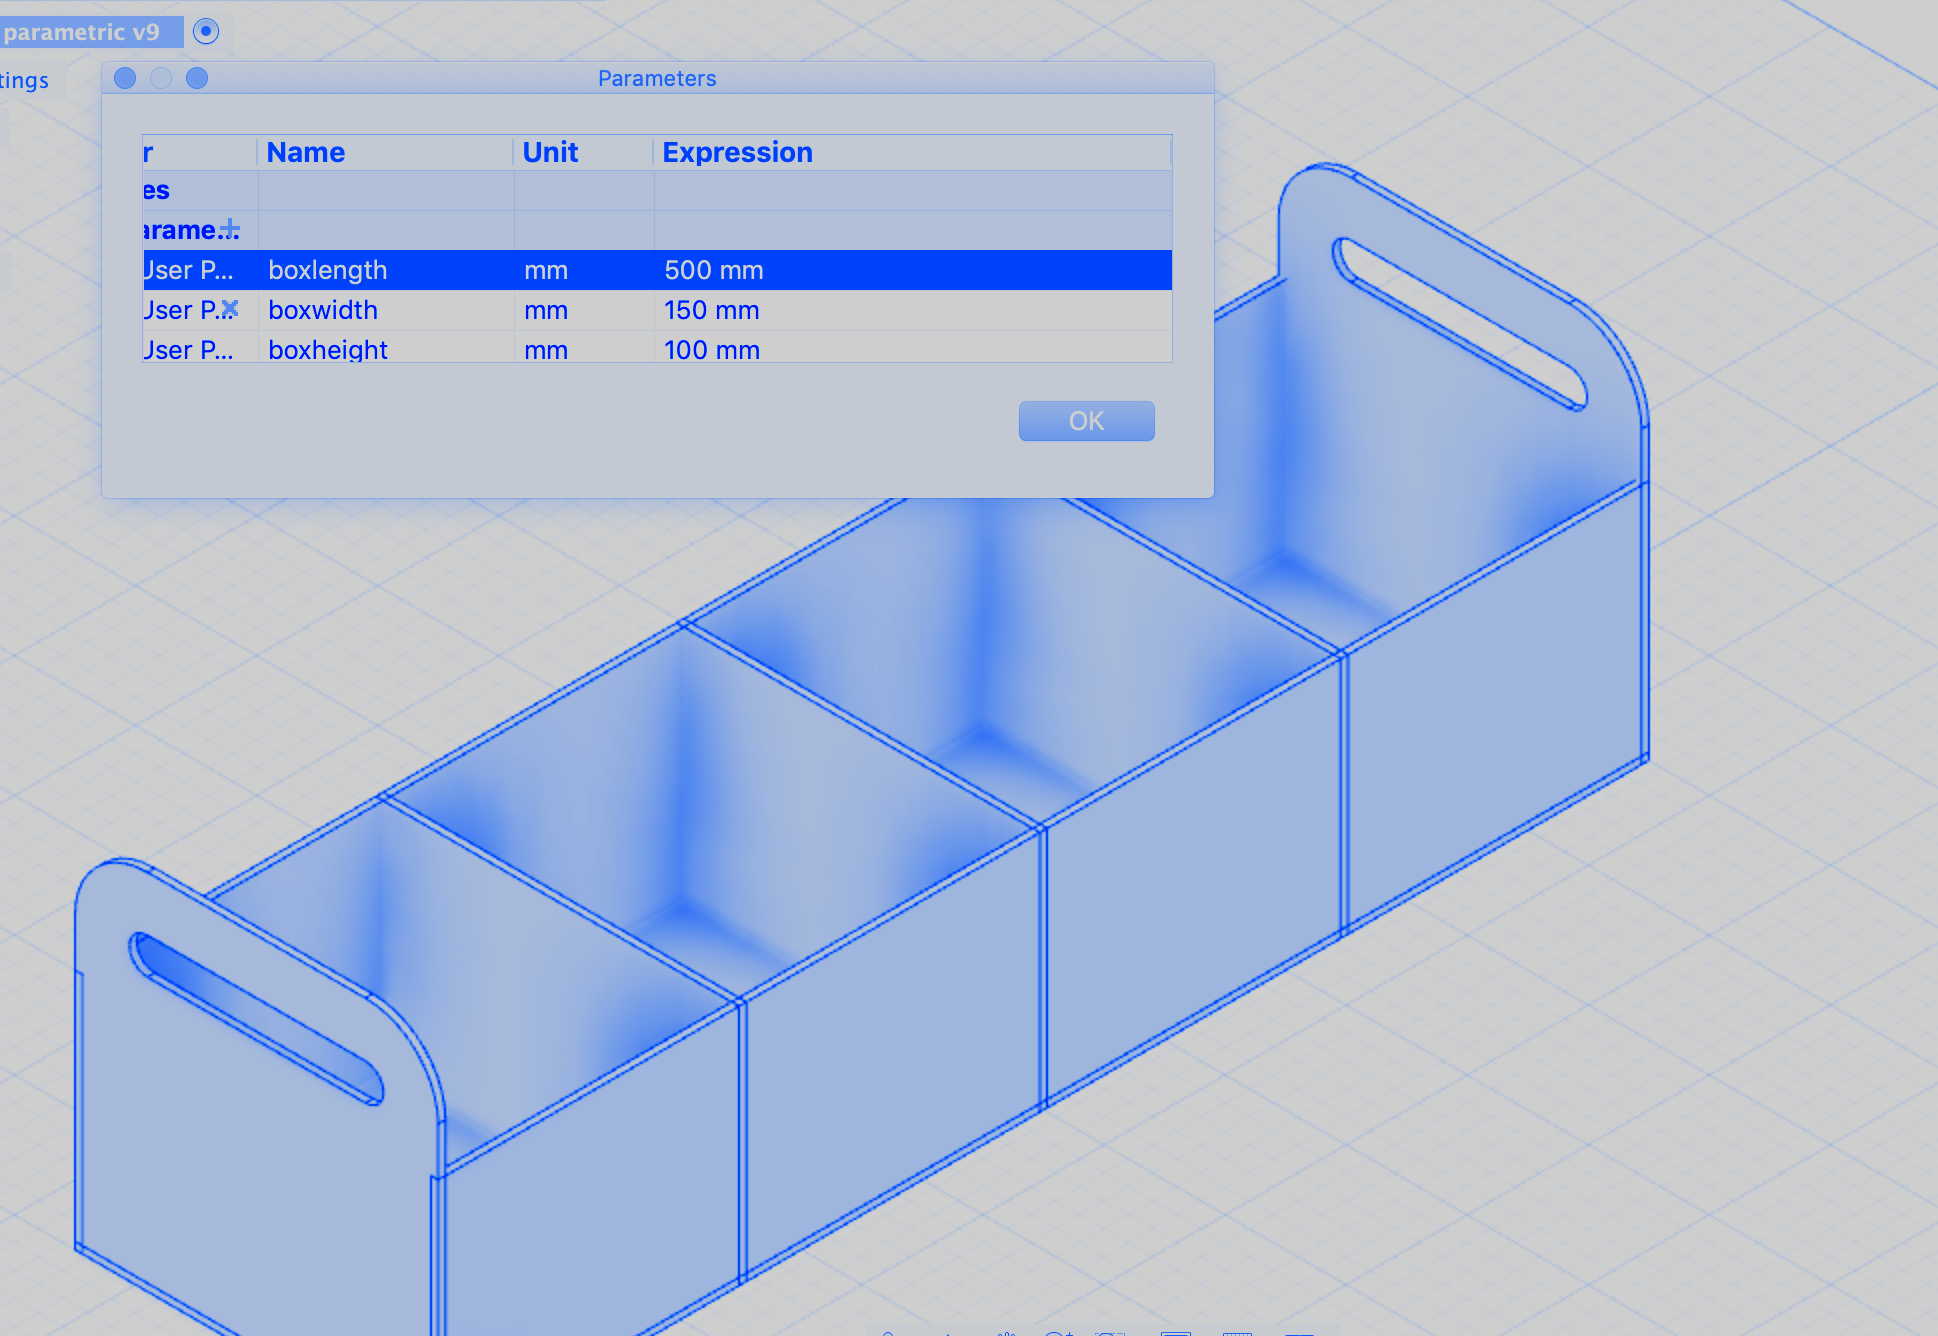 parametric v9
tings
Parameters
r Name Unit Expression
es
arame...
User P... boxlength mm 500 mm
User P... boxwidth mm 150 mm
User P... boxheight mm 100 mm
OK